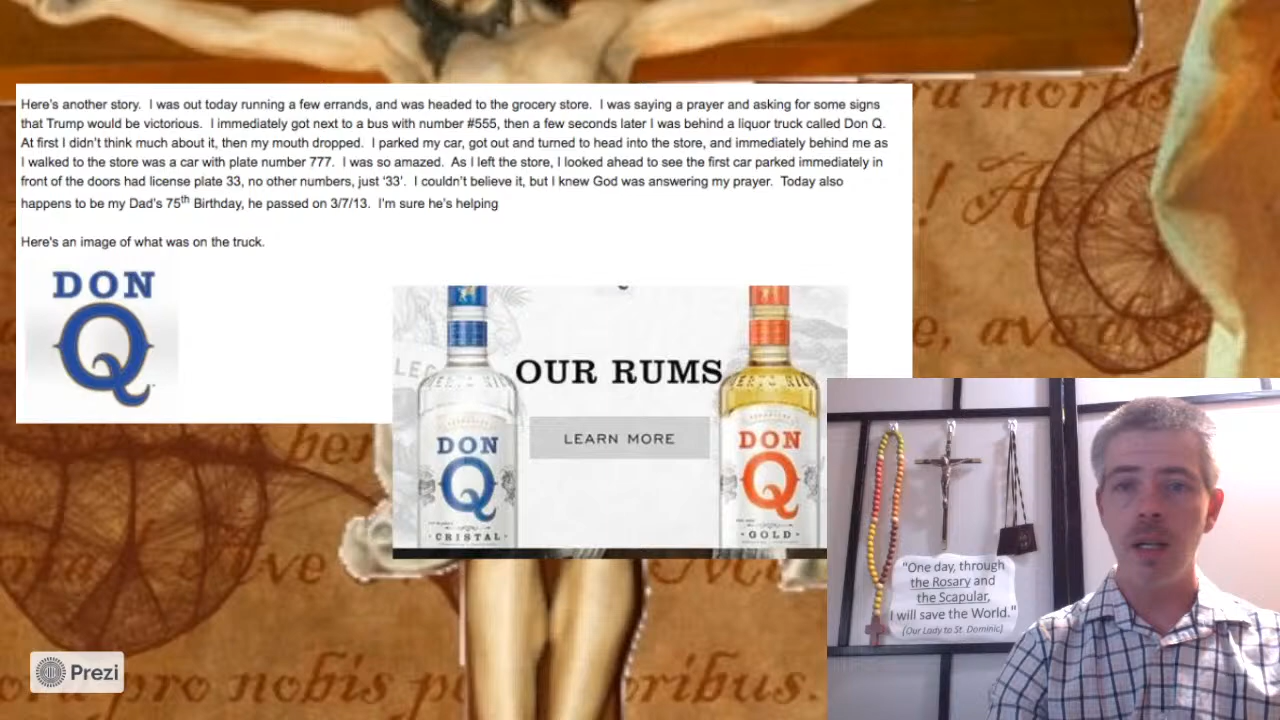 ra mortis
Here's another story. I was out today running a few errands, and was headed to the grocery store. I was saying a prayer and asking for some signs
that Trump would be victorious. I immediately got next to a bus with number #555, then a few seconds later I was behind a liquor truck called Don Q.
At first I didn't think much about it, then my mouth dropped. I parked my car, got out and turned to head into the store, and immediately behind me as
I walked to the store was a car with plate number 777. I was so amazed. As I left the store, I looked ahead to see the first car parked immediately in
front of the doors had license plate 33, no other numbers, just '33'. I couldn't believe it, but I knew God was answering my prayer. Today also
happens to be my Dad's 75th Birthday, he passed on 3/7/13. I'm sure he's helping
Here's an image of what was on the truck.
DON
Q
OUR RUMS
LEARN MORE
DON
Q
CRISTAL
DON
Q
GOLD
"One day, through
the Rosary and
the Scapular,
I will save the World."
(Our Lady to St. Dominic)
Prezi
pro nobis